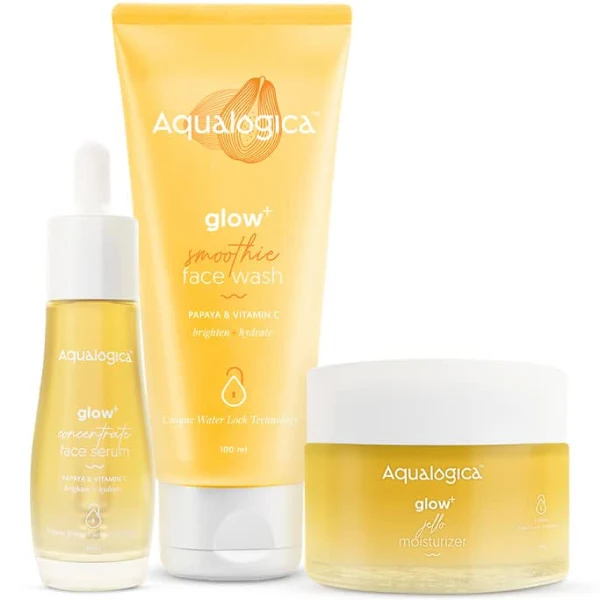 Aqualogica™
glow+
smoothie
face wash
PAPAYA & VITAMIN C
brighten + hydrate
Unique Water Lock Technology
100 ml
Aqualogica™
glow+
concentrate
face serum
PAPAYA & VITAMIN C
brighten + hydrate
Aqualogica™
glow+
jello
moisturizer